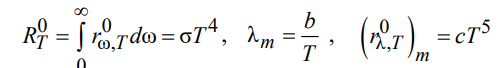 R_T^0 = ∫_0^∞ r_{ω,T}^0 dω = σT^4 , λ_m = b/T , (r_{λ,T}^0)_m = cT^5